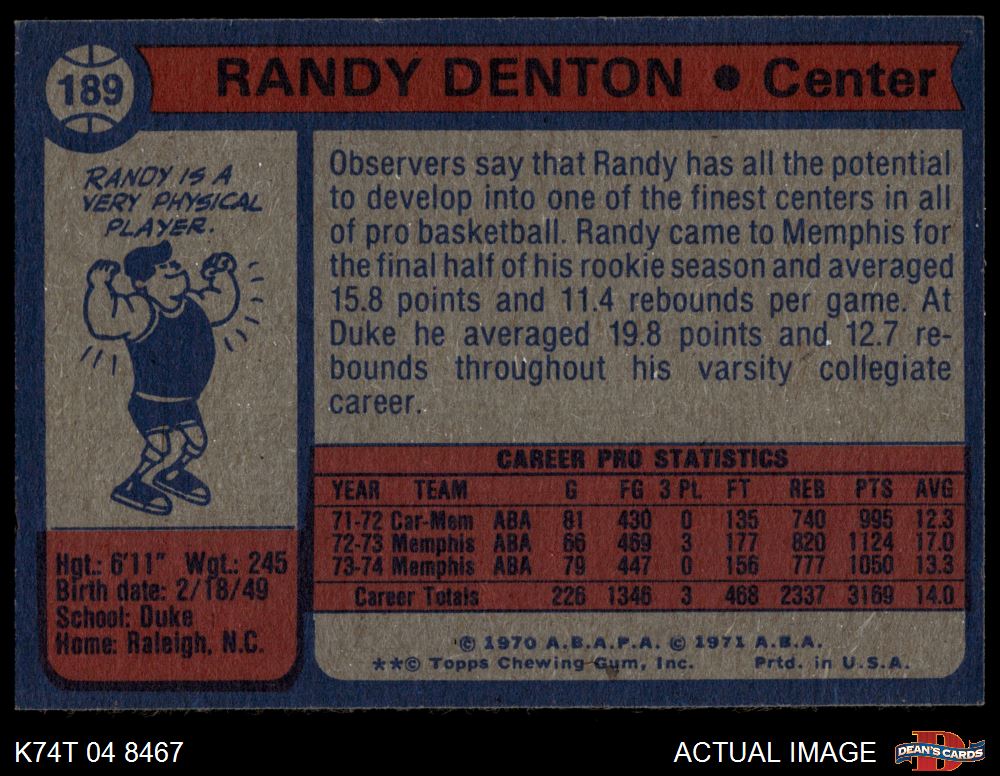 189
RANDY DENTON • Center
RANDY IS A
VERY PHYSICAL
PLAYER.
Observers say that Randy has all the potential
to develop into one of the finest centers in all
of pro basketball. Randy came to Memphis for
the final half of his rookie season and averaged
15.8 points and 11.4 rebounds per game. At
Duke he averaged 19.8 points and 12.7 re-
bounds throughout his varsity collegiate
career.
Hgt.: 6'11" Wgt.: 245
Birth date: 2/18/49
School: Duke
Home: Raleigh, N.C.
CAREER PRO STATISTICS
YEAR TEAM G FG 3 Pt. FT REB PTS AVG
71-72 Car-Mem ABA 81 430 0 135 740 995 12.3
72-73 Memphis ABA 66 469 3 177 820 1124 17.0
73-74 Memphis ABA 79 447 0 156 777 1050 13.3
Career Totals 226 1346 3 468 2337 3169 14.0
© 1970 A.B.A.P.A. © 1971 A.B.A.
**© Topps Chewing Gum, Inc. Prtd. in U.S.A.
K74T 04 8467
ACTUAL IMAGE
DEAN'S CARDS